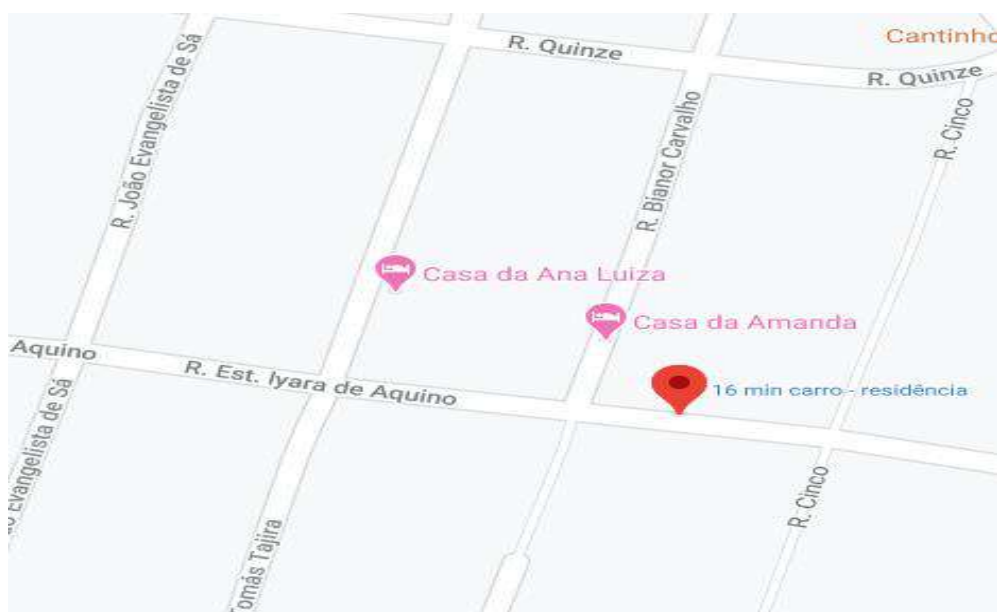 R. Quinze
Cantinho
R. Quinze
R. João Evangelista de Sá
R. Bianor Carvalho
R. Cinco
Casa da Ana Luiza
Casa da Amanda
Aquino
R. Est. Iyara de Aquino
16 min carro - residência
Evangelista de Sá
R. Cinco
Tomás Tajira